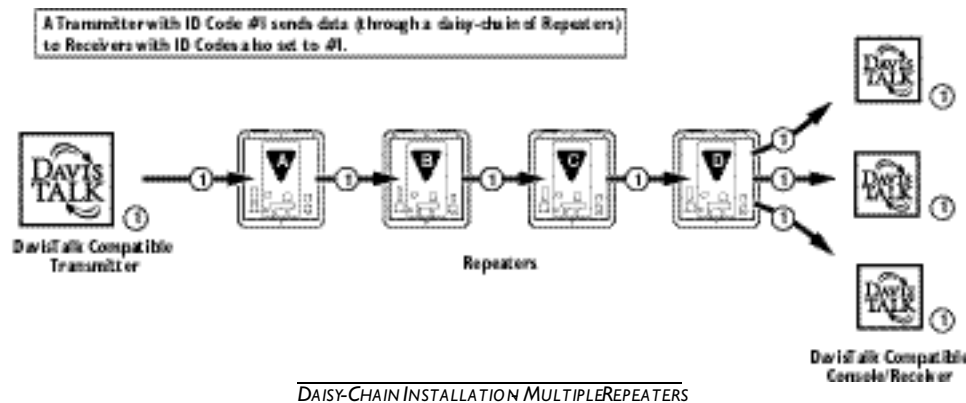 A Transmitter with ID Code #1 sends data (through a daisy-chain of Repeaters)
to Receivers with ID Codes also set to #1.
DAVIS
TALK
1
DAVIS
TALK
1
A
1
B
1
C
1
D
1
1
DAVIS
TALK
1
1
DavisTalk Compatible
Transmitter
Repeaters
DAVIS
TALK
1
DavisTalk Compatible
Console/Receiver
DAISY-CHAIN INSTALLATION MULTIPLE REPEATERS